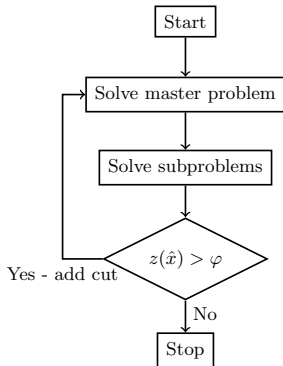 Start
Solve master problem
Solve subproblems
z(x̂) > φ
Yes - add cut
No
Stop